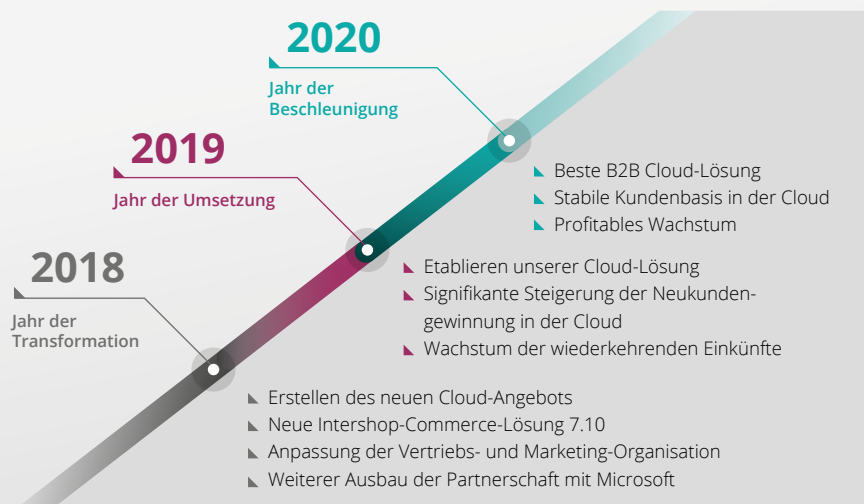 2020
Jahr der
Beschleunigung
2019
Jahr der Umsetzung
2018
Jahr der
Transformation
Beste B2B Cloud-Lösung
Stabile Kundenbasis in der Cloud
Profitables Wachstum
Etablieren unserer Cloud-Lösung
Signifikante Steigerung der Neukunden-
gewinnung in der Cloud
Wachstum der wiederkehrenden Einkünfte
Erstellen des neuen Cloud-Angebots
Neue Intershop-Commerce-Lösung 7.10
Anpassung der Vertriebs- und Marketing-Organisation
Weiterer Ausbau der Partnerschaft mit Microsoft